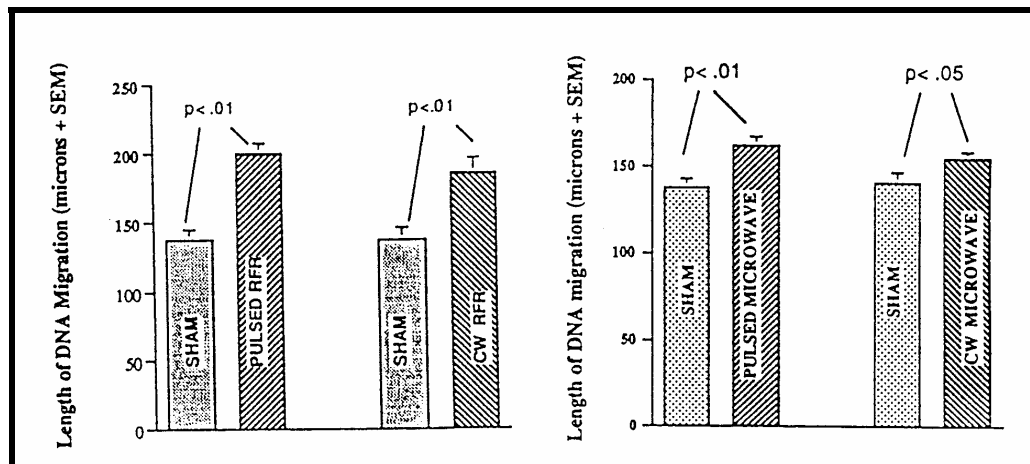 Length of DNA Migration (microns + SEM)
250
200
150
100
50
0
p<.01
p<.01
SHAM
PULSED RFR
SHAM
CW RFR
Length of DNA migration (microns + SEM)
200
150
100
50
0
p<.01
p<.05
SHAM
PULSED MICROWAVE
SHAM
CW MICROWAVE